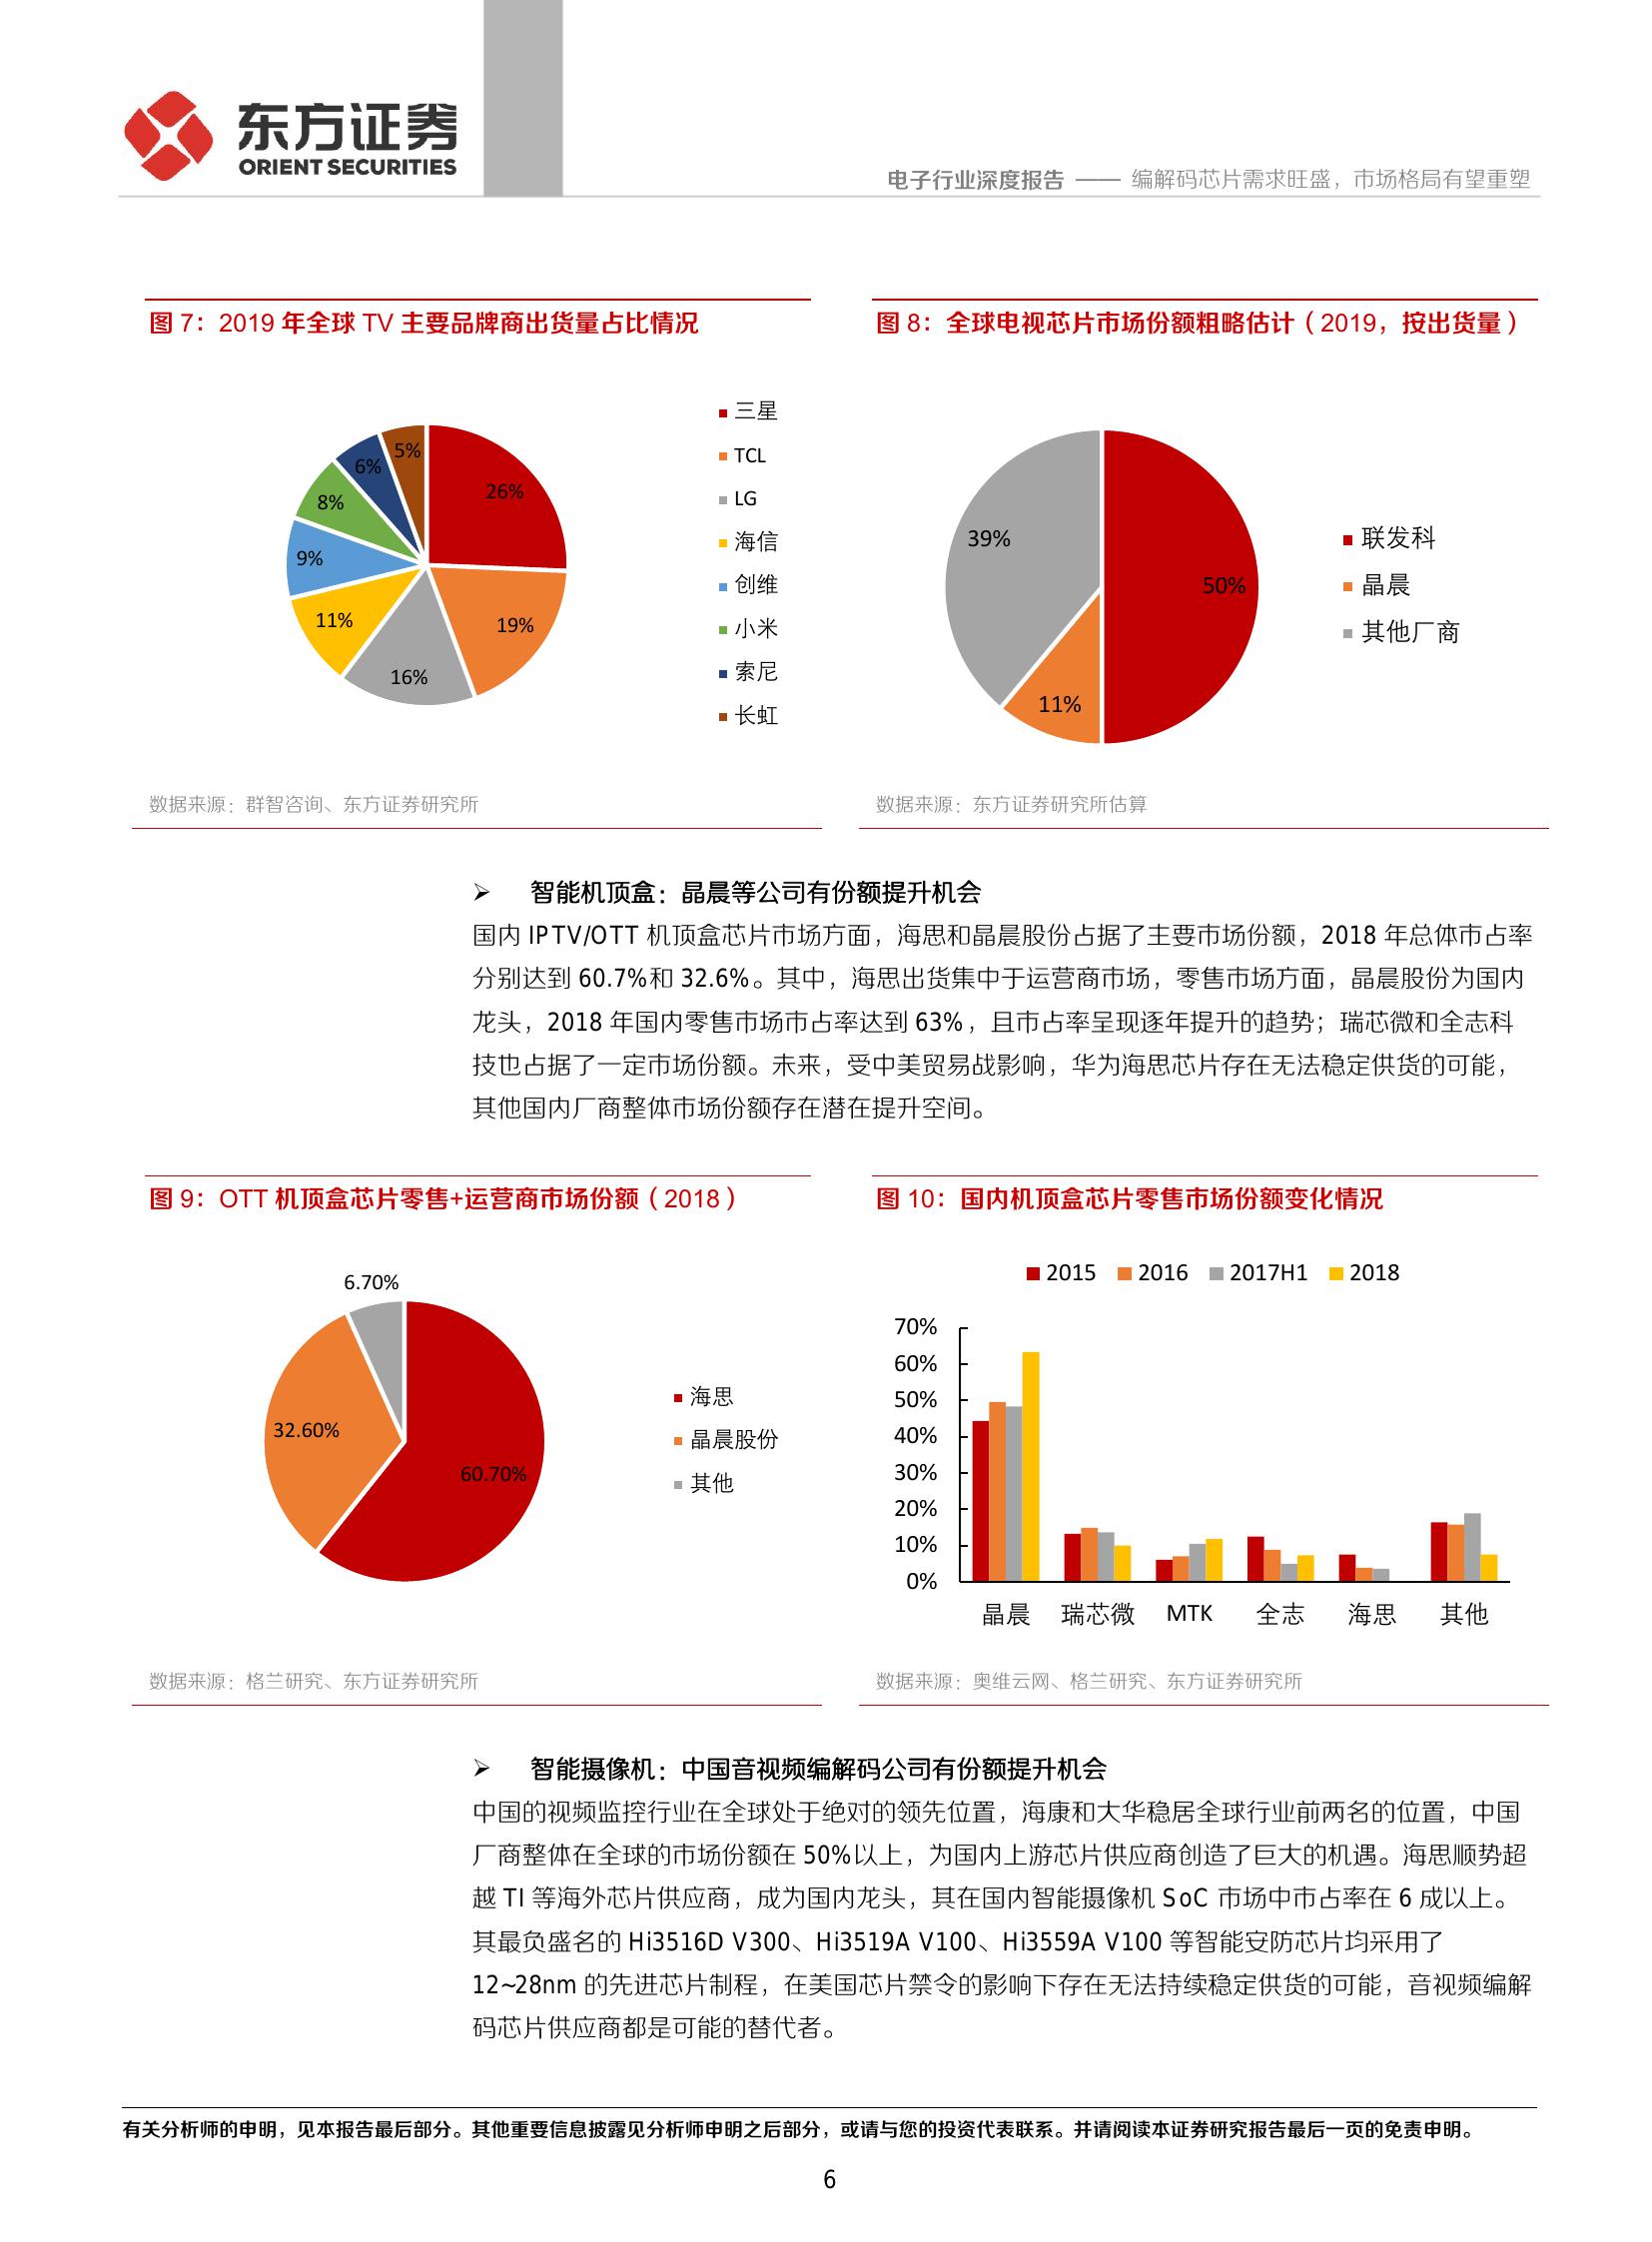 东方证券
ORIENT SECURITIES
电子行业深度报告 —— 编解码芯片需求旺盛，市场格局有望重塑
图 7：2019 年全球 TV 主要品牌商出货量占比情况
26%
19%
16%
11%
9%
8%
6%
5%
三星
TCL
LG
海信
创维
小米
索尼
长虹
数据来源：群智咨询、东方证券研究所
图 8：全球电视芯片市场份额粗略估计（2019，按出货量）
50%
11%
39%
联发科
晶晨
其他厂商
数据来源：东方证券研究所估算
➢ 智能机顶盒：晶晨等公司有份额提升机会
国内 IPTV/OTT 机顶盒芯片市场方面，海思和晶晨股份占据了主要市场份额，2018 年总体市占率
分别达到 60.7%和 32.6%。其中，海思出货集中于运营商市场，零售市场方面，晶晨股份为国内
龙头，2018 年国内零售市场市占率达到 63%，且市占率呈现逐年提升的趋势；瑞芯微和全志科
技也占据了一定市场份额。未来，受中美贸易战影响，华为海思芯片存在无法稳定供货的可能，
其他国内厂商整体市场份额存在潜在提升空间。
图 9：OTT 机顶盒芯片零售+运营商市场份额（2018）
6.70%
32.60%
60.70%
海思
晶晨股份
其他
数据来源：格兰研究、东方证券研究所
图 10：国内机顶盒芯片零售市场份额变化情况
2015 2016 2017H1 2018
70%
60%
50%
40%
30%
20%
10%
0%
晶晨 瑞芯微 MTK 全志 海思 其他
数据来源：奥维云网、格兰研究、东方证券研究所
➢ 智能摄像机：中国音视频编解码公司有份额提升机会
中国的视频监控行业在全球处于绝对的领先位置，海康和大华稳居全球行业前两名的位置，中国
厂商整体在全球的市场份额在 50%以上，为国内上游芯片供应商创造了巨大的机遇。海思顺势超
越 TI 等海外芯片供应商，成为国内龙头，其在国内智能摄像机 SoC 市场中市占率在 6 成以上。
其最负盛名的 Hi3516D V300、Hi3519A V100、Hi3559A V100 等智能安防芯片均采用了
12~28nm 的先进芯片制程，在美国芯片禁令的影响下存在无法持续稳定供货的可能，音视频编解
码芯片供应商都是可能的替代者。
有关分析师的申明，见本报告最后部分。其他重要信息披露见分析师申明之后部分，或请与您的投资代表联系。并请阅读本证券研究报告最后一页的免责申明。
6